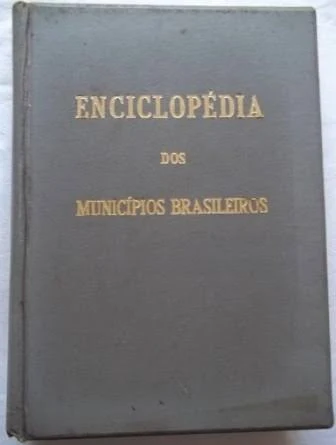 ENCICLOPÉDIA
DOS
MUNICÍPIOS BRASILEIROS